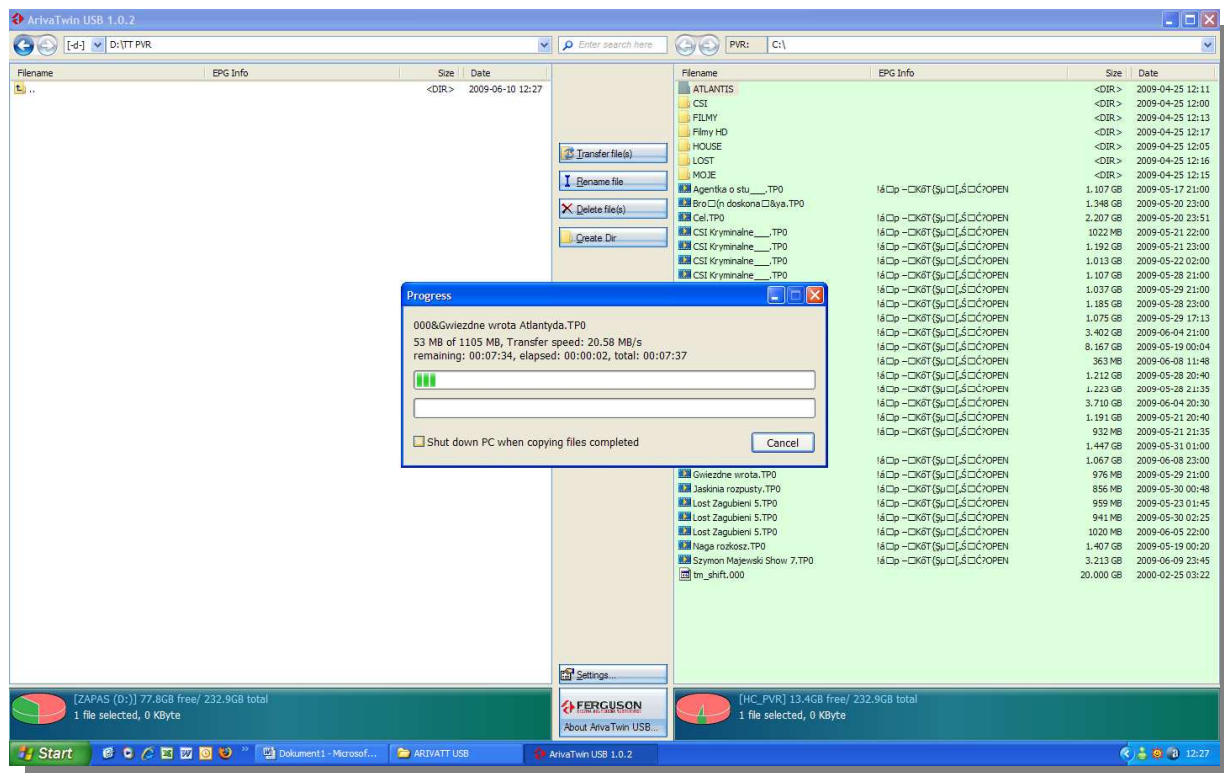 ArivaTwin USB 1.0.2
[-d-] D:\TT PVR
Enter search here
PVR: C:\
Filename EPG Info Size Date
.. <DIR> 2009-06-10 12:27
Transfer file(s)
Rename file
Delete file(s)
Create Dir
Filename EPG Info Size Date
ATLANTIS <DIR> 2009-04-25 12:11
CSI <DIR> 2009-04-25 12:00
FILMY <DIR> 2009-04-25 12:13
Filmy HD <DIR> 2009-04-25 12:17
HOUSE <DIR> 2009-04-25 12:05
LOST <DIR> 2009-04-25 12:16
MOJE <DIR> 2009-04-25 12:15
Agentka o stu___.TP0 1.107 GB 2009-05-17 21:00
Bro□(n doskona□&ya.TP0 1.348 GB 2009-05-20 23:00
Cel.TP0 2.207 GB 2009-05-20 23:51
CSI Kryminalne___.TP0 1022 MB 2009-05-21 22:00
CSI Kryminalne___.TP0 1.192 GB 2009-05-21 23:00
CSI Kryminalne___.TP0 1.013 GB 2009-05-22 02:00
CSI Kryminalne___.TP0 1.107 GB 2009-05-28 21:00
1.037 GB 2009-05-29 21:00
1.185 GB 2009-05-28 23:00
1.075 GB 2009-05-29 17:13
3.402 GB 2009-06-04 21:00
8.167 GB 2009-05-19 00:04
363 MB 2009-06-08 11:48
1.212 GB 2009-05-28 20:40
1.223 GB 2009-05-28 21:35
3.710 GB 2009-06-04 20:30
1.191 GB 2009-05-21 20:40
932 MB 2009-05-21 21:35
1.447 GB 2009-05-31 01:00
1.067 GB 2009-06-08 23:00
Gwiezdne wrota.TP0 976 MB 2009-05-29 21:00
Jaskinia rozpusty.TP0 856 MB 2009-05-30 00:48
Lost Zagubieni 5.TP0 959 MB 2009-05-23 01:45
Lost Zagubieni 5.TP0 941 MB 2009-05-30 02:25
Lost Zagubieni 5.TP0 1020 MB 2009-06-05 22:00
Naga rozkosz.TP0 1.407 GB 2009-05-19 00:20
Szymon Majewski Show 7.TP0 3.213 GB 2009-06-09 23:45
tm_shift.000 20.000 GB 2000-02-25 03:22
Progress
000&Gwiezdne wrota Atlantyda.TP0
53 MB of 1105 MB, Transfer speed: 20.58 MB/s
remaining: 00:07:34, elapsed: 00:00:02, total: 00:07:37
Shut down PC when copying files completed
Cancel
Settings...
[ZAPAS (D:)] 77.8GB free/ 232.9GB total
1 file selected, 0 KByte
FERGUSON
About ArivaTwin USB...
[HC_PVR] 13.4GB free/ 232.9GB total
1 file selected, 0 KByte
Start
Dokument1 - Microsof...
ARIVATT USB
ArivaTwin USB 1.0.2
12:27